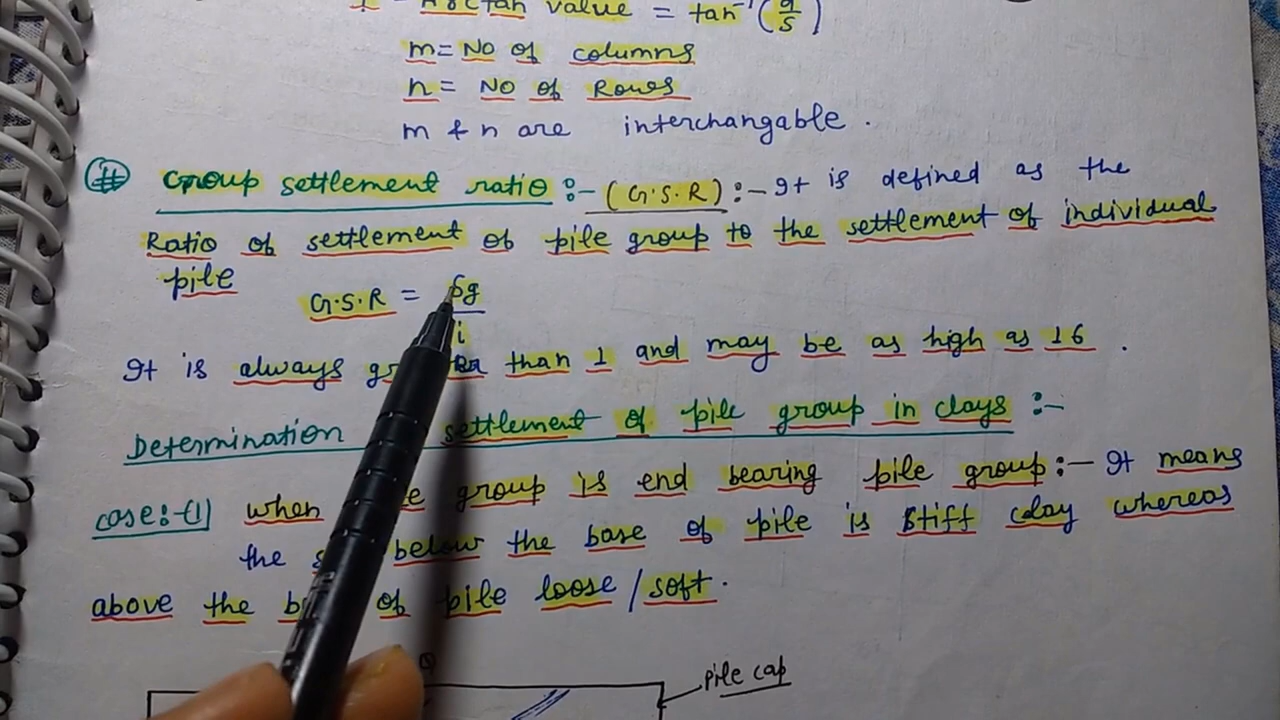 value = tan⁻¹(
m = No of columns
n = No of Rows
m & n are interchangable.
# Group settlement ratio :- (G.S.R) :- It is defined as the
Ratio of settlement of pile group to the settlement of individual
pile
G.S.R = Sg
i
It is always than 1 and may be as high as 16.
Determination settlement of pile group in clays :-
case:-(1) when group is end bearing pile group :- It means
the below the base of pile is stiff clay whereas
above the of pile loose / soft.
pile cap